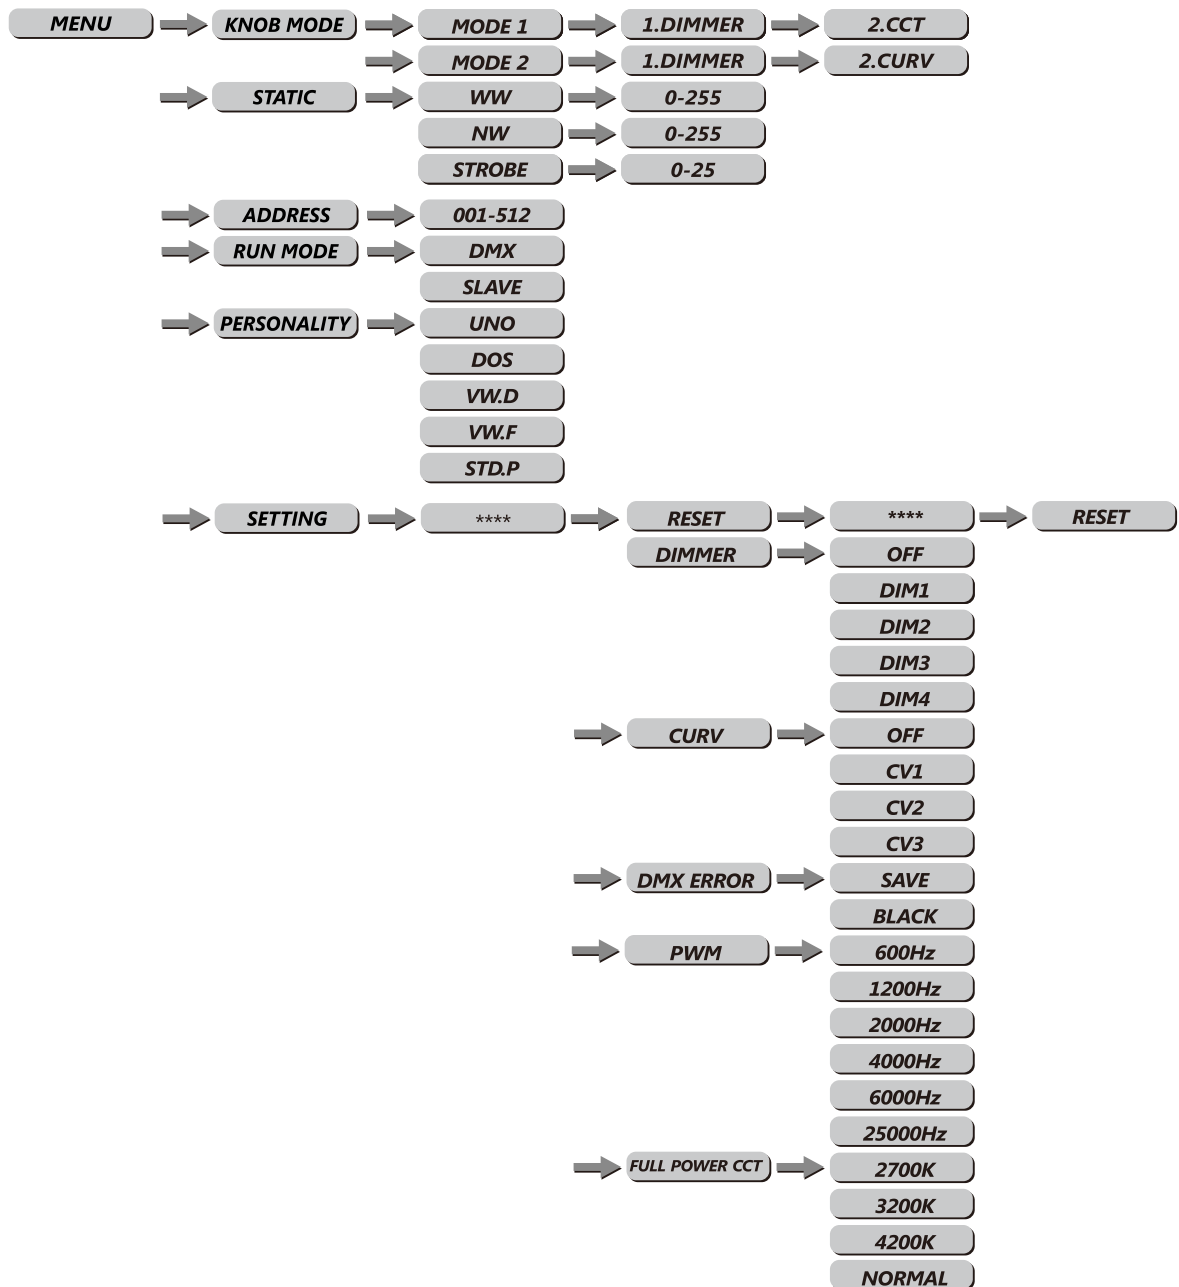 MENU KNOB MODE MODE 1 1.DIMMER 2.CCT
MODE 2 1.DIMMER 2.CURV
STATIC WW 0-255
NW 0-255
STROBE 0-25
ADDRESS 001-512
RUN MODE DMX
SLAVE
PERSONALITY UNO
DOS
VW.D
VW.F
STD.P
SETTING **** RESET **** RESET
DIMMER OFF
DIM1
DIM2
DIM3
DIM4
CURV OFF
CV1
CV2
CV3
DMX ERROR SAVE
BLACK
PWM 600Hz
1200Hz
2000Hz
4000Hz
6000Hz
25000Hz
FULL POWER CCT 2700K
3200K
4200K
NORMAL